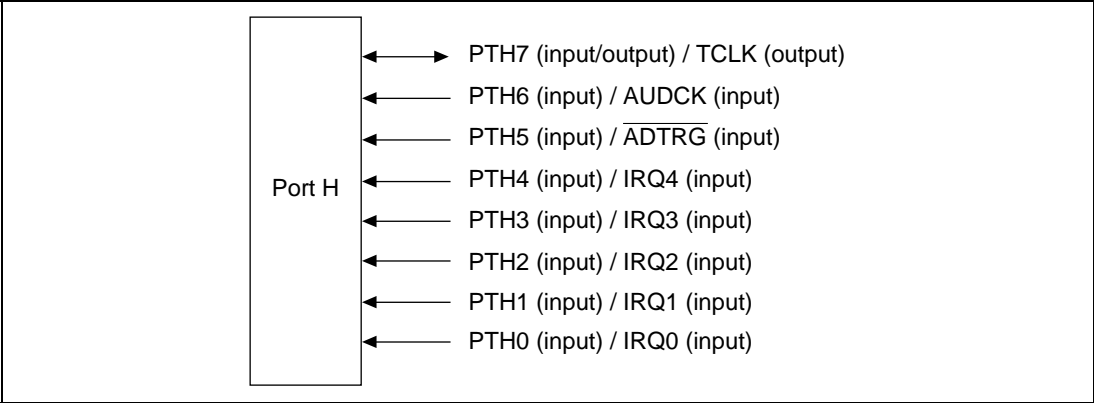 PTH7 (input/output) / TCLK (output)
PTH6 (input) / AUDCK (input)
PTH5 (input) / ADTRG (input)
Port H
PTH4 (input) / IRQ4 (input)
PTH3 (input) / IRQ3 (input)
PTH2 (input) / IRQ2 (input)
PTH1 (input) / IRQ1 (input)
PTH0 (input) / IRQ0 (input)